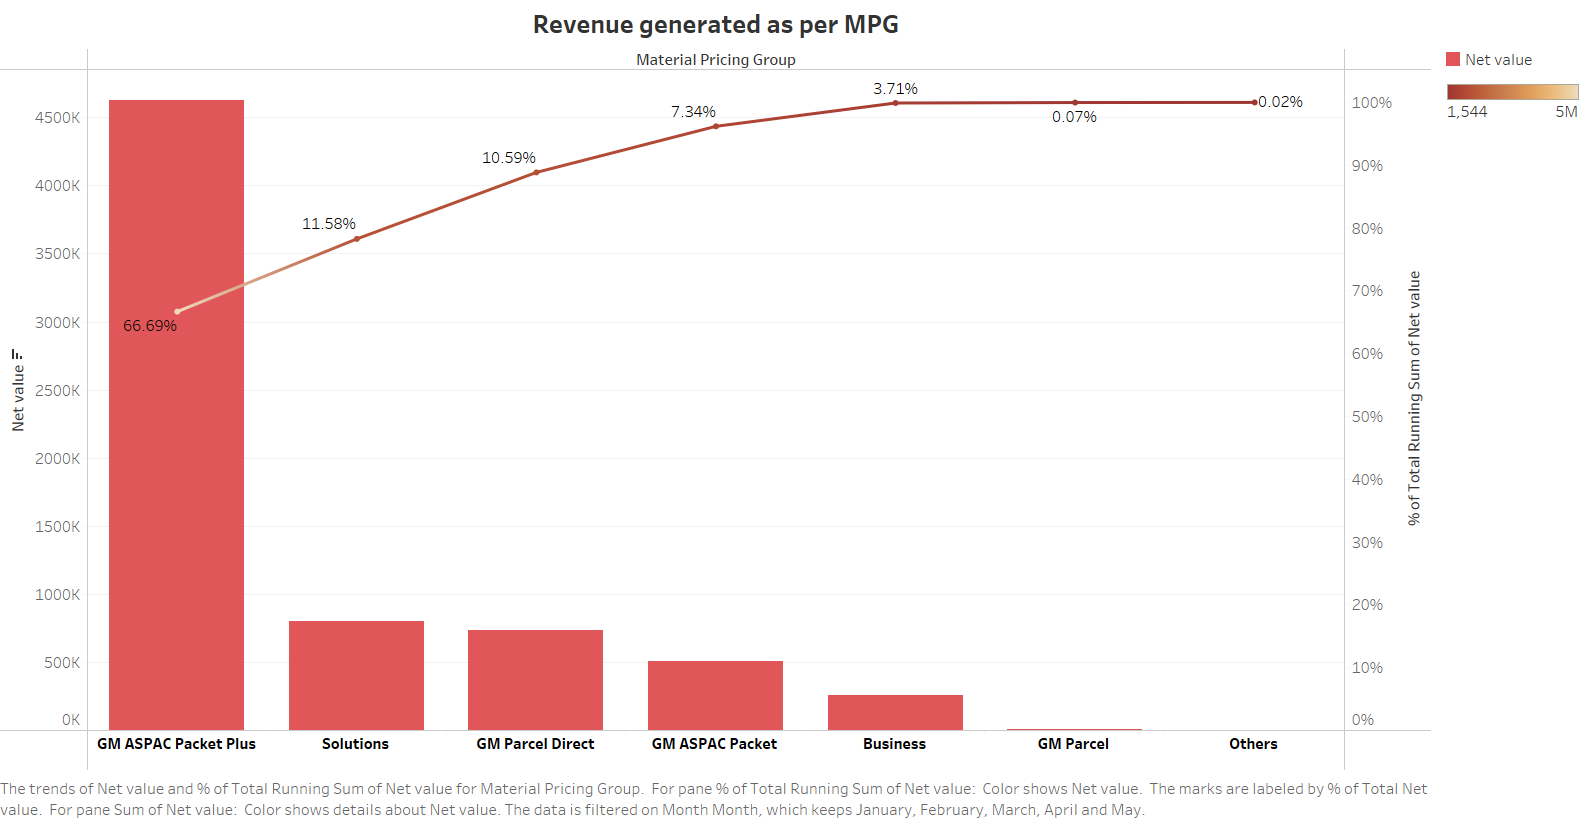 Revenue generated as per MPG
Material Pricing Group
Net value
1,544 5M
4500K
4000K
3500K
3000K
2500K
2000K
1500K
1000K
500K
0K
Net value
66.69%
11.58%
10.59%
7.34%
3.71%
0.07%
0.02%
100%
90%
80%
70%
60%
50%
40%
30%
20%
10%
0%
% of Total Running Sum of Net value
GM ASPAC Packet Plus
Solutions
GM Parcel Direct
GM ASPAC Packet
Business
GM Parcel
Others
The trends of Net value and % of Total Running Sum of Net value for Material Pricing Group.  For pane % of Total Running Sum of Net value:  Color shows Net value.  The marks are labeled by % of Total Net
value.  For pane Sum of Net value:  Color shows details about Net value. The data is filtered on Month Month, which keeps January, February, March, April and May.